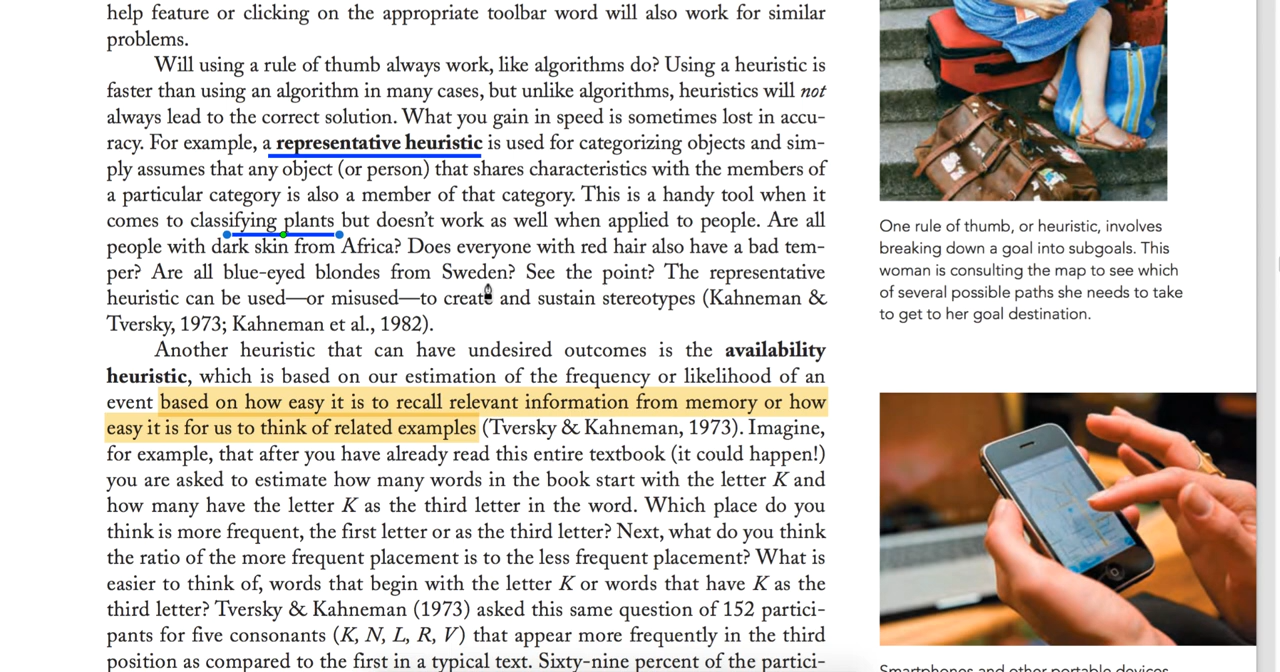 help feature or clicking on the appropriate toolbar word will also work for similar
problems.
Will using a rule of thumb always work, like algorithms do? Using a heuristic is
faster than using an algorithm in many cases, but unlike algorithms, heuristics will not
always lead to the correct solution. What you gain in speed is sometimes lost in accu-
racy. For example, a representative heuristic is used for categorizing objects and sim-
ply assumes that any object (or person) that shares characteristics with the members of
a particular category is also a member of that category. This is a handy tool when it
comes to classifying plants but doesn't work as well when applied to people. Are all
people with dark skin from Africa? Does everyone with red hair also have a bad tem-
per? Are all blue-eyed blondes from Sweden? See the point? The representative
heuristic can be used—or misused—to create and sustain stereotypes (Kahneman &
Tversky, 1973; Kahneman et al., 1982).
Another heuristic that can have undesired outcomes is the availability
heuristic, which is based on our estimation of the frequency or likelihood of an
event based on how easy it is to recall relevant information from memory or how
easy it is for us to think of related examples (Tversky & Kahneman, 1973). Imagine,
for example, that after you have already read this entire textbook (it could happen!)
you are asked to estimate how many words in the book start with the letter K and
how many have the letter K as the third letter in the word. Which place do you
think is more frequent, the first letter or as the third letter? Next, what do you think
the ratio of the more frequent placement is to the less frequent placement? What is
easier to think of, words that begin with the letter K or words that have K as the
third letter? Tversky & Kahneman (1973) asked this same question of 152 partici-
pants for five consonants (K, N, L, R, V) that appear more frequently in the third
position as compared to the first in a typical text. Sixty-nine percent of the partici-
One rule of thumb, or heuristic, involves
breaking down a goal into subgoals. This
woman is consulting the map to see which
of several possible paths she needs to take
to get to her goal destination.
Smartphones and other portable devices